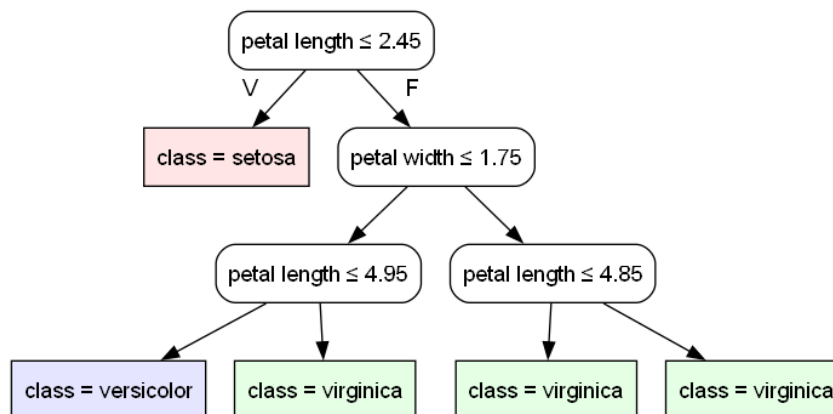 petal length ≤ 2.45
V
F
class = setosa
petal width ≤ 1.75
petal length ≤ 4.95
petal length ≤ 4.85
class = versicolor
class = virginica
class = virginica
class = virginica